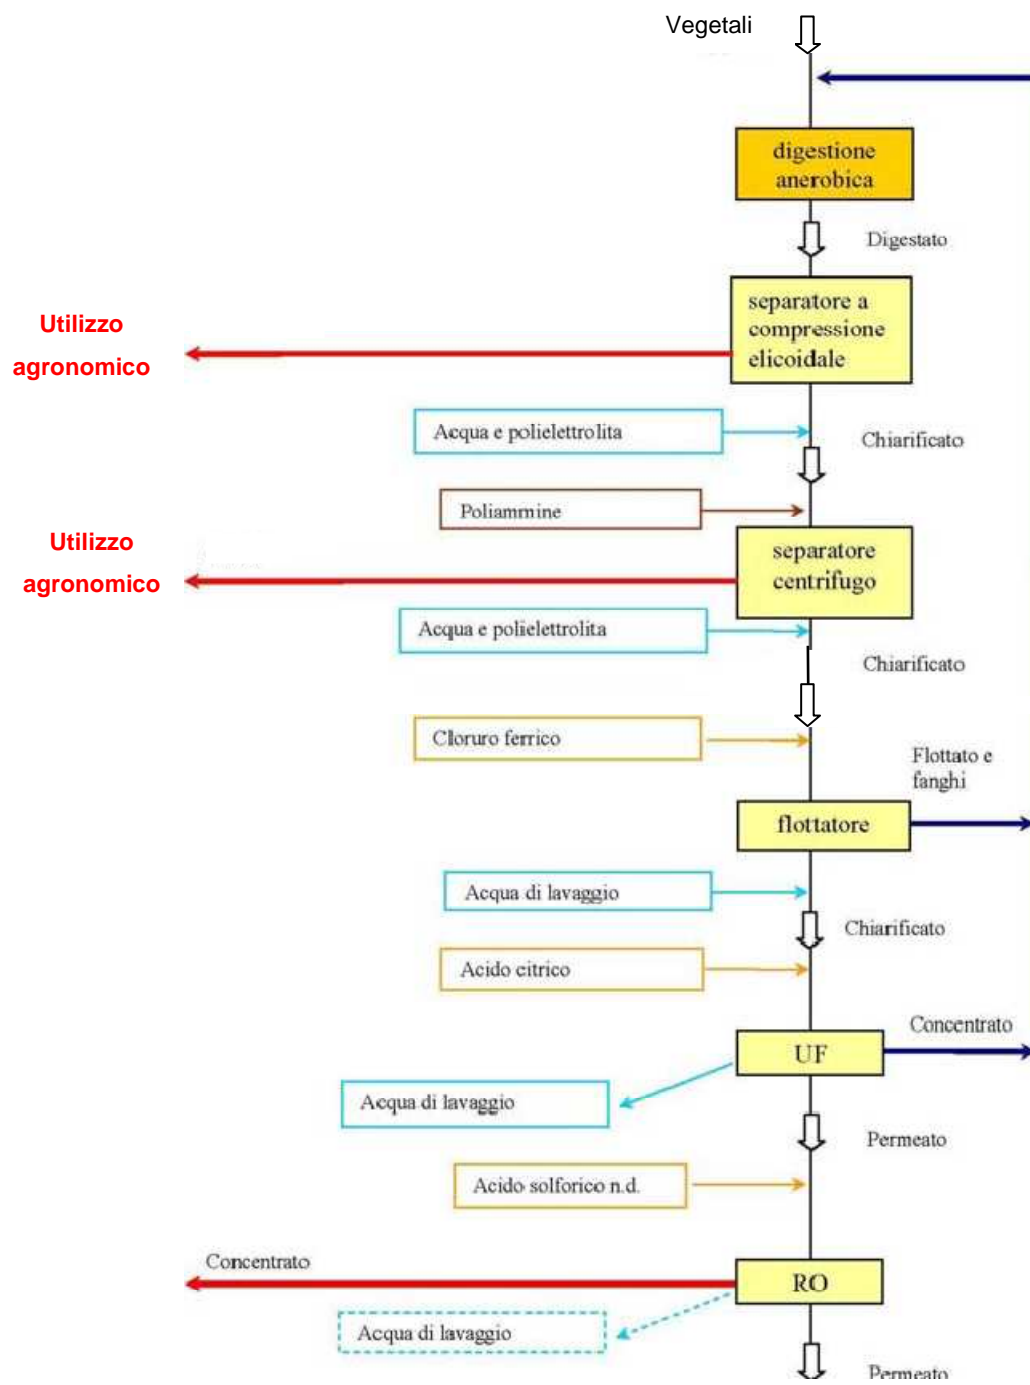 Vegetali
digestione
anerobica
Digestato
Utilizzo
agronomico
separatore a
compressione
elicoidale
Acqua e polielettrolita
Chiarificato
Poliammine
Utilizzo
agronomico
separatore
centrifugo
Acqua e polielettrolita
Chiarificato
Cloruro ferrico
Flottato e
fanghi
flottatore
Acqua di lavaggio
Chiarificato
Acido citrico
Concentrato
UF
Acqua di lavaggio
Permeato
Acido solforico n.d.
Concentrato
RO
Acqua di lavaggio
Permeato